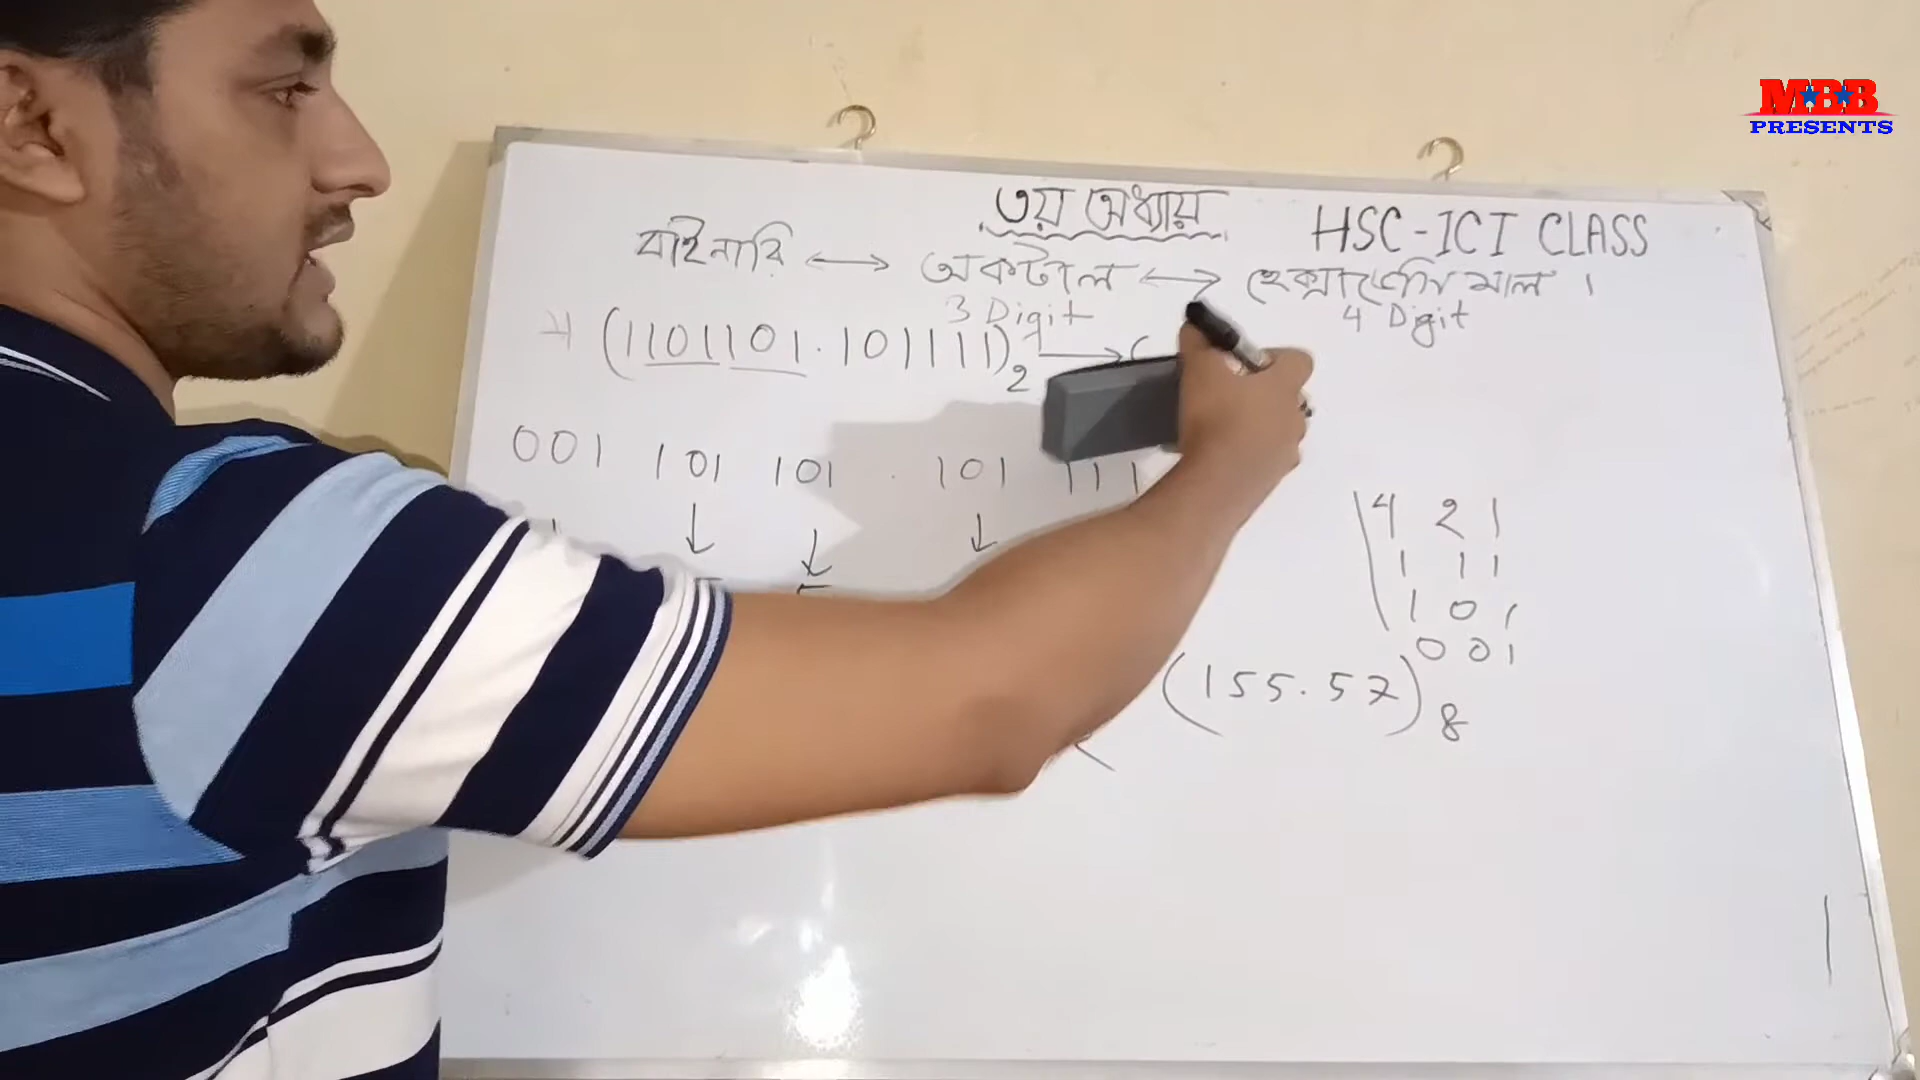 MBB
PRESENTS
৩য় অধ্যায়
HSC-ICT CLASS
বাইনারি ↔ অকটাল ↔ হেক্সাডেসিমাল ।
3 Digit
4 Digit
(1101101.101111)₂ → (
001 101 101 . 101 111
4 2 1
1 1 1
1 0 1
0 0 1
(155.57)₈